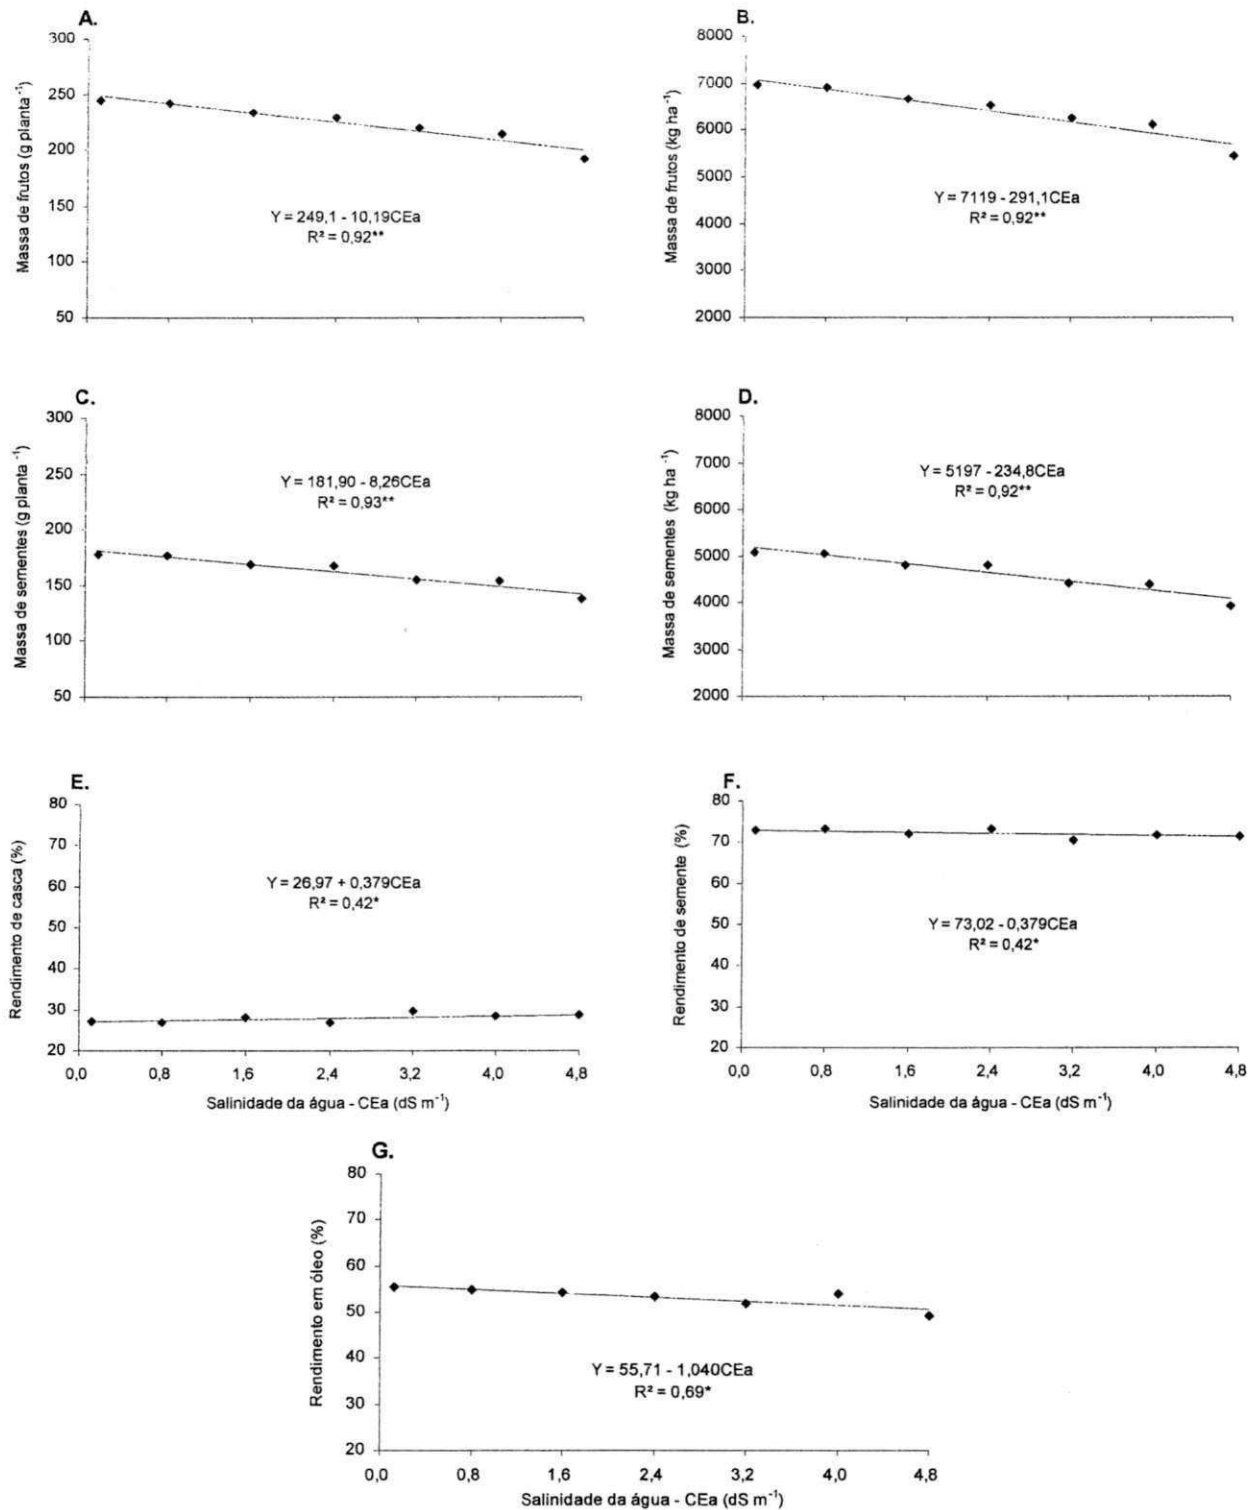 A.
300
250
200
150
100
50
Massa de frutos (g planta⁻¹)
Y = 249,1 - 10,19CEa
R² = 0,92**
B.
8000
7000
6000
5000
4000
3000
2000
Massa de frutos (kg ha⁻¹)
Y = 7119 - 291,1CEa
R² = 0,92**
C.
300
250
200
150
100
50
Massa de sementes (g planta⁻¹)
Y = 181,90 - 8,26CEa
R² = 0,93**
D.
8000
7000
6000
5000
4000
3000
2000
Massa de sementes (kg ha⁻¹)
Y = 5197 - 234,8CEa
R² = 0,92**
E.
80
70
60
50
40
30
20
Rendimento de casca (%)
Y = 26,97 + 0,379CEa
R² = 0,42*
0,0 0,8 1,6 2,4 3,2 4,0 4,8
Salinidade da água - CEa (dS m⁻¹)
F.
80
70
60
50
40
30
20
Rendimento de semente (%)
Y = 73,02 - 0,379CEa
R² = 0,42*
0,0 0,8 1,6 2,4 3,2 4,0 4,8
Salinidade da água - CEa (dS m⁻¹)
G.
80
70
60
50
40
30
20
Rendimento em óleo (%)
Y = 55,71 - 1,040CEa
R² = 0,69*
0,0 0,8 1,6 2,4 3,2 4,0 4,8
Salinidade da água - CEa (dS m⁻¹)